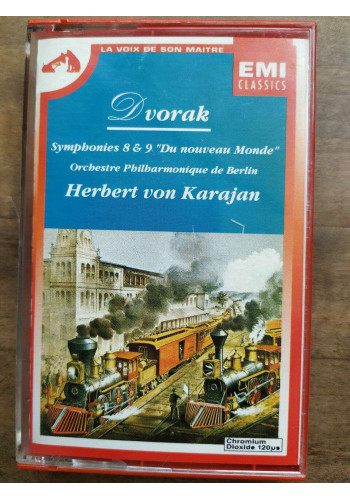 LA VOIX DE SON MAITRE
EMI
CLASSICS
Dvorak
Symphonies 8 & 9 "Du nouveau Monde"
Orchestre Philharmonique de Berlin
Herbert von Karajan
Chromium
Dioxide 120µs